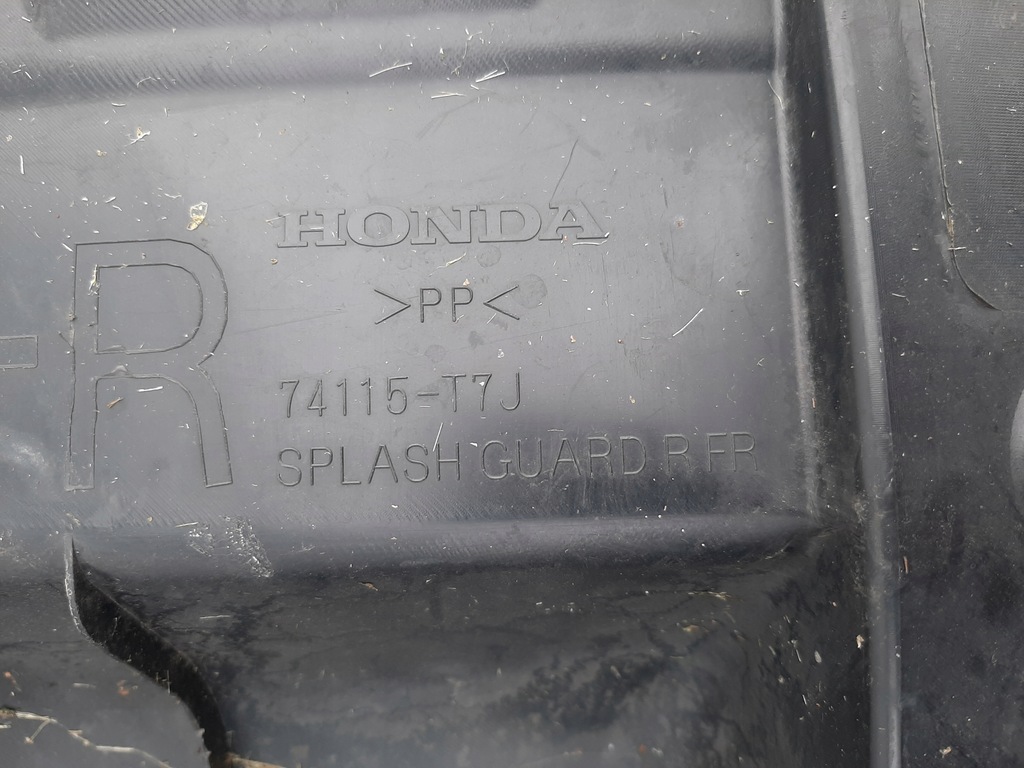 HONDA
>PP<
-R
74115-T7J
SPLASH GUARD R FR